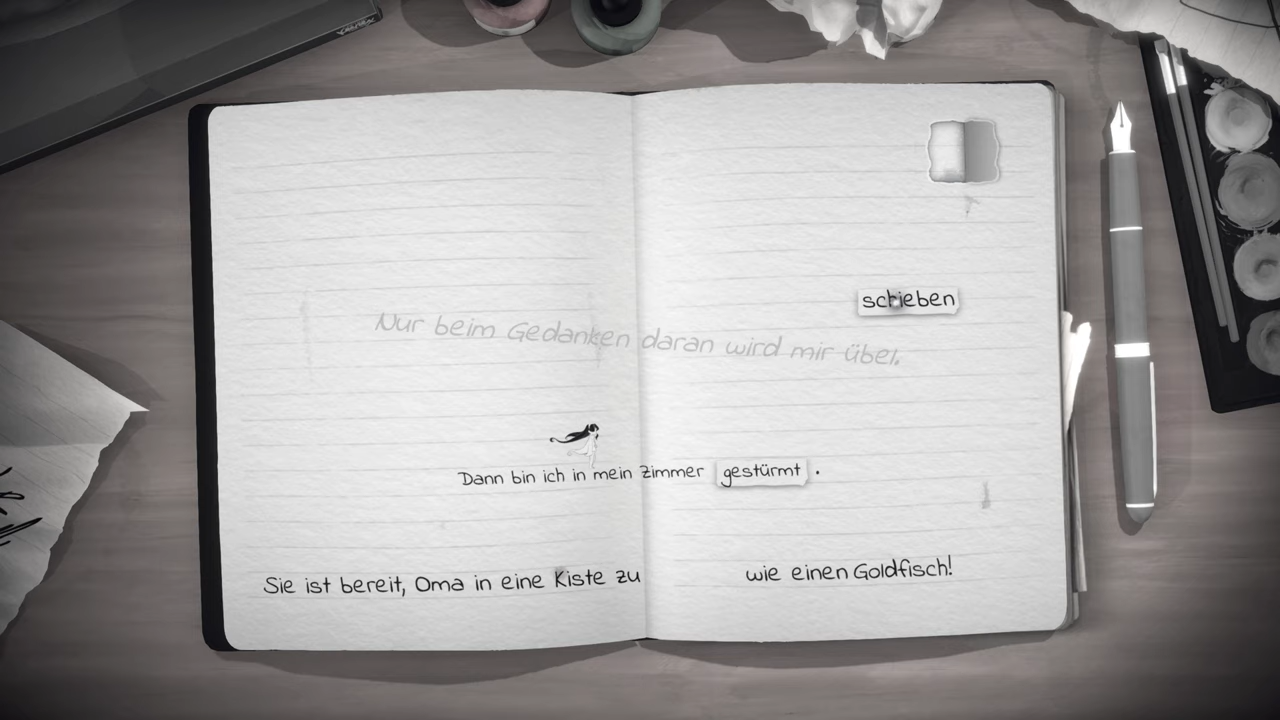 schieben
Nur beim Gedanken daran wird mir übel.
Dann bin ich in mein Zimmer gestürmt .
Sie ist bereit, Oma in eine Kiste zu wie einen Goldfisch!